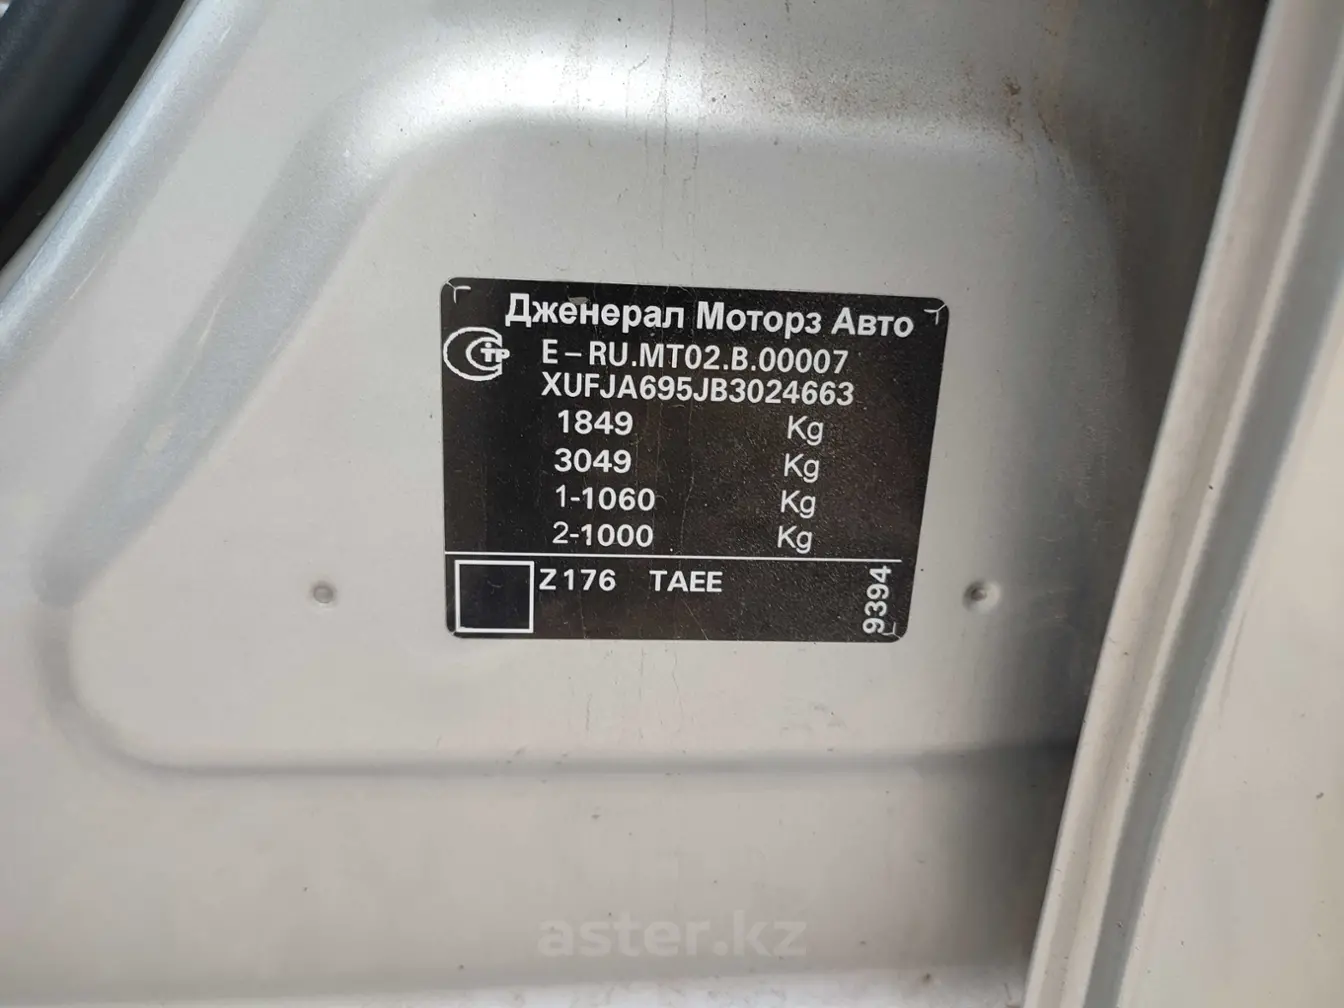 Дженерал Моторз Авто
СТР E – RU.MT02.B.00007
XUFJA695JB3024663
1849 Kg
3049 Kg
1-1060 Kg
2-1000 Kg
Z176 TAEE
9394
aster.kz